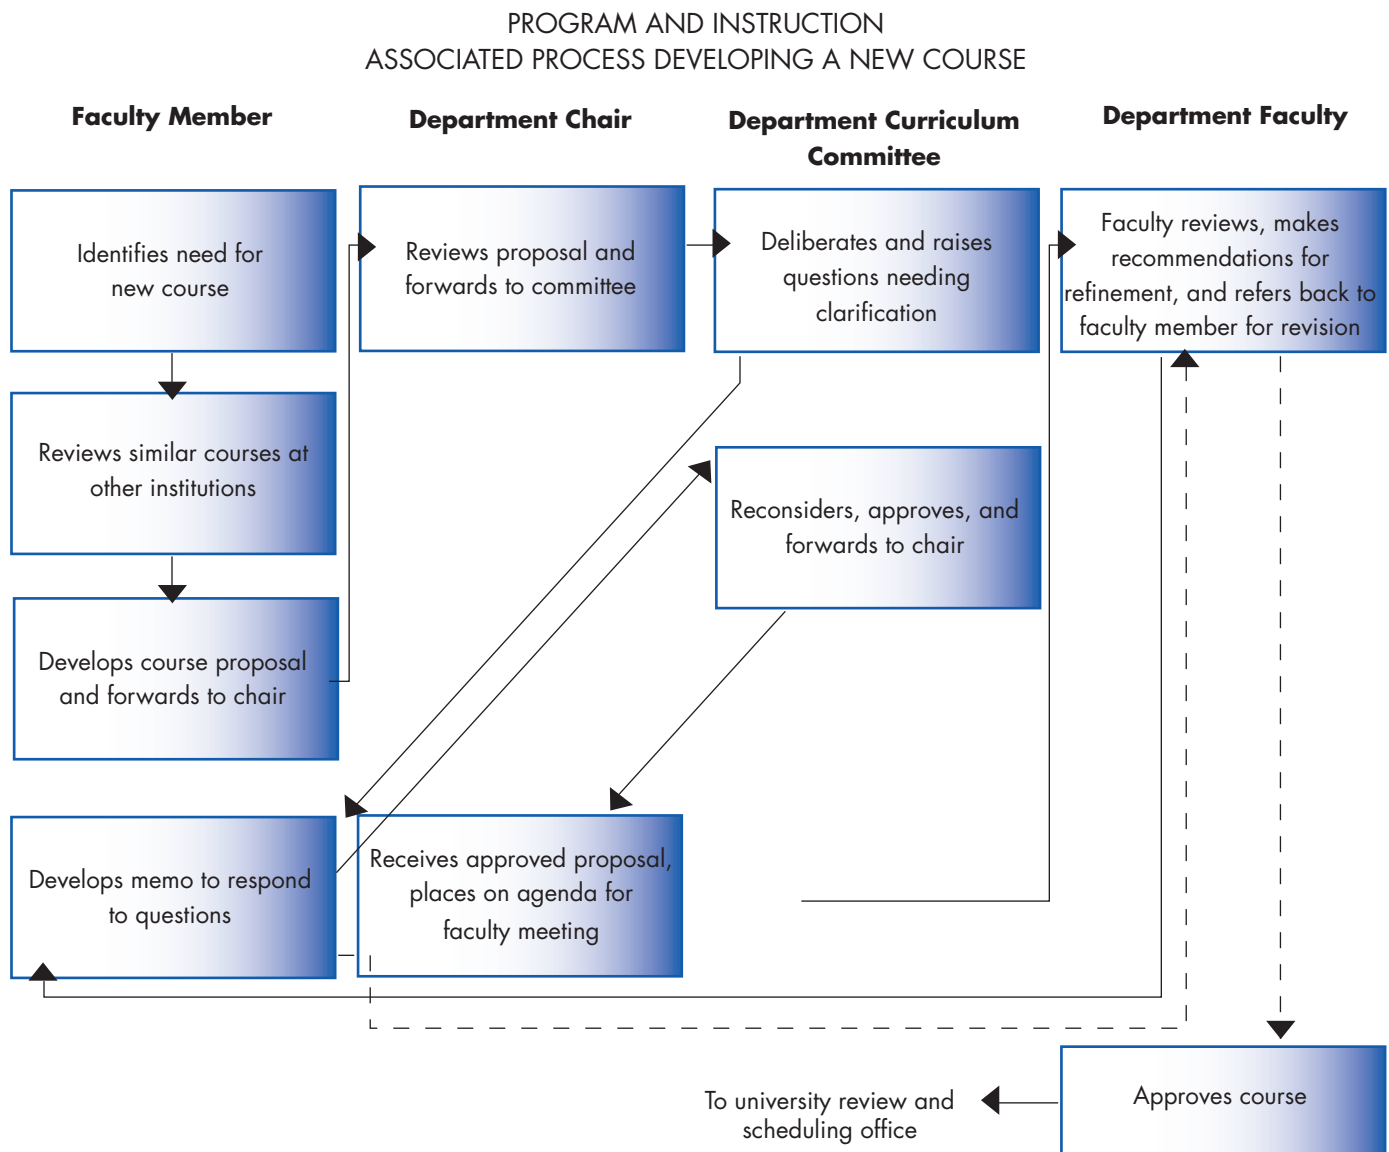 PROGRAM AND INSTRUCTION
ASSOCIATED PROCESS DEVELOPING A NEW COURSE
Faculty Member
Department Chair
Department Curriculum
Committee
Department Faculty
Identifies need for
new course
Reviews proposal and
forwards to committee
Deliberates and raises
questions needing
clarification
Faculty reviews, makes
recommendations for
refinement, and refers back to
faculty member for revision
Reviews similar courses at
other institutions
Reconsiders, approves, and
forwards to chair
Develops course proposal
and forwards to chair
Develops memo to respond
to questions
Receives approved proposal,
places on agenda for
faculty meeting
Approves course
To university review and
scheduling office